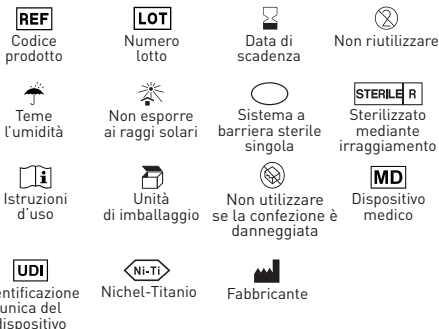 REF
LOT
2
Codice
prodotto
Numero
lotto
Data di
scadenza
Non riutilizzare
STERILE R
Teme
l'umidità
Non esporre
ai raggi solari
Sistema a
barriera sterile
singola
Sterilizzato
mediante
irraggiamento
i
MD
Istruzioni
d'uso
Unità
di imballaggio
Non utilizzare
se la confezione è
danneggiata
Dispositivo
medico
UDI
Ni-Ti
unica del
Nichel-Titanio
Fabbricante